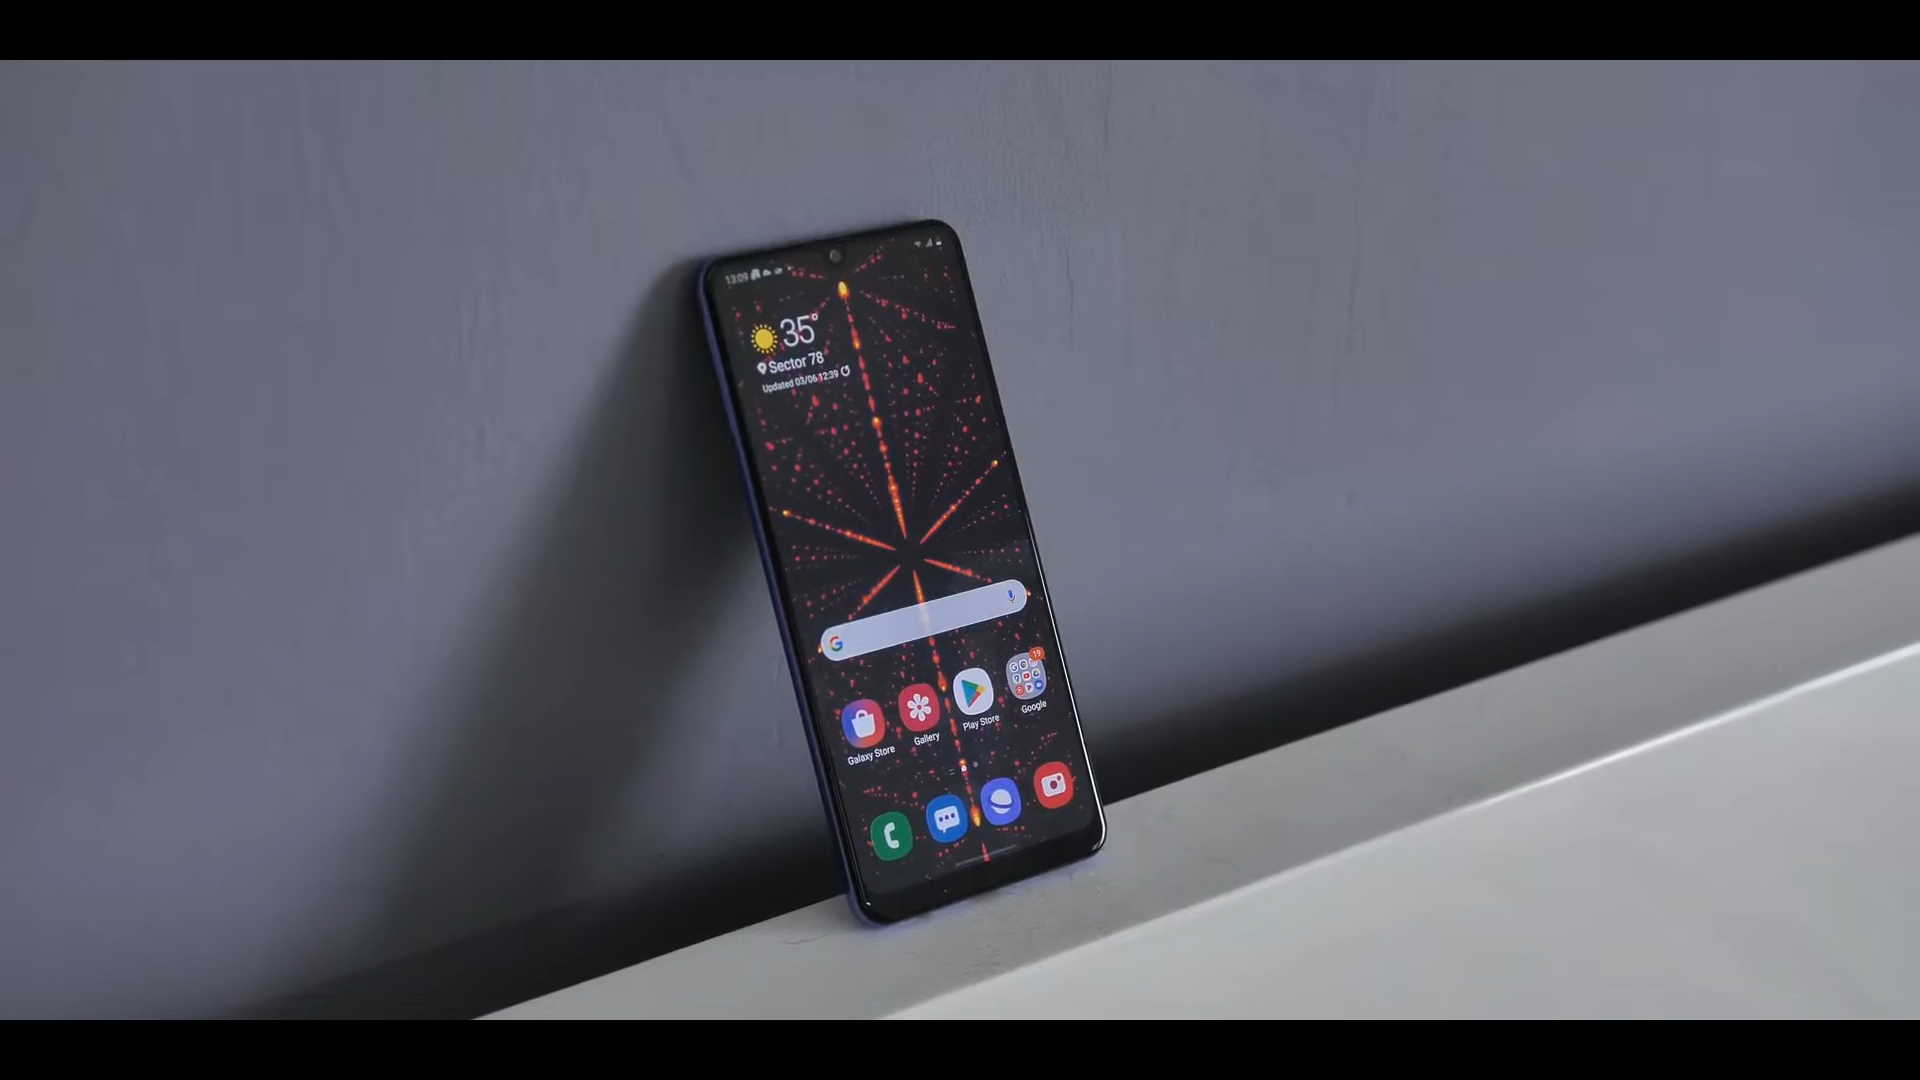 13:09
35°
Sector 78
Updated 03/06 12:39
G
19
Galaxy Store
Gallery
Play Store
Google